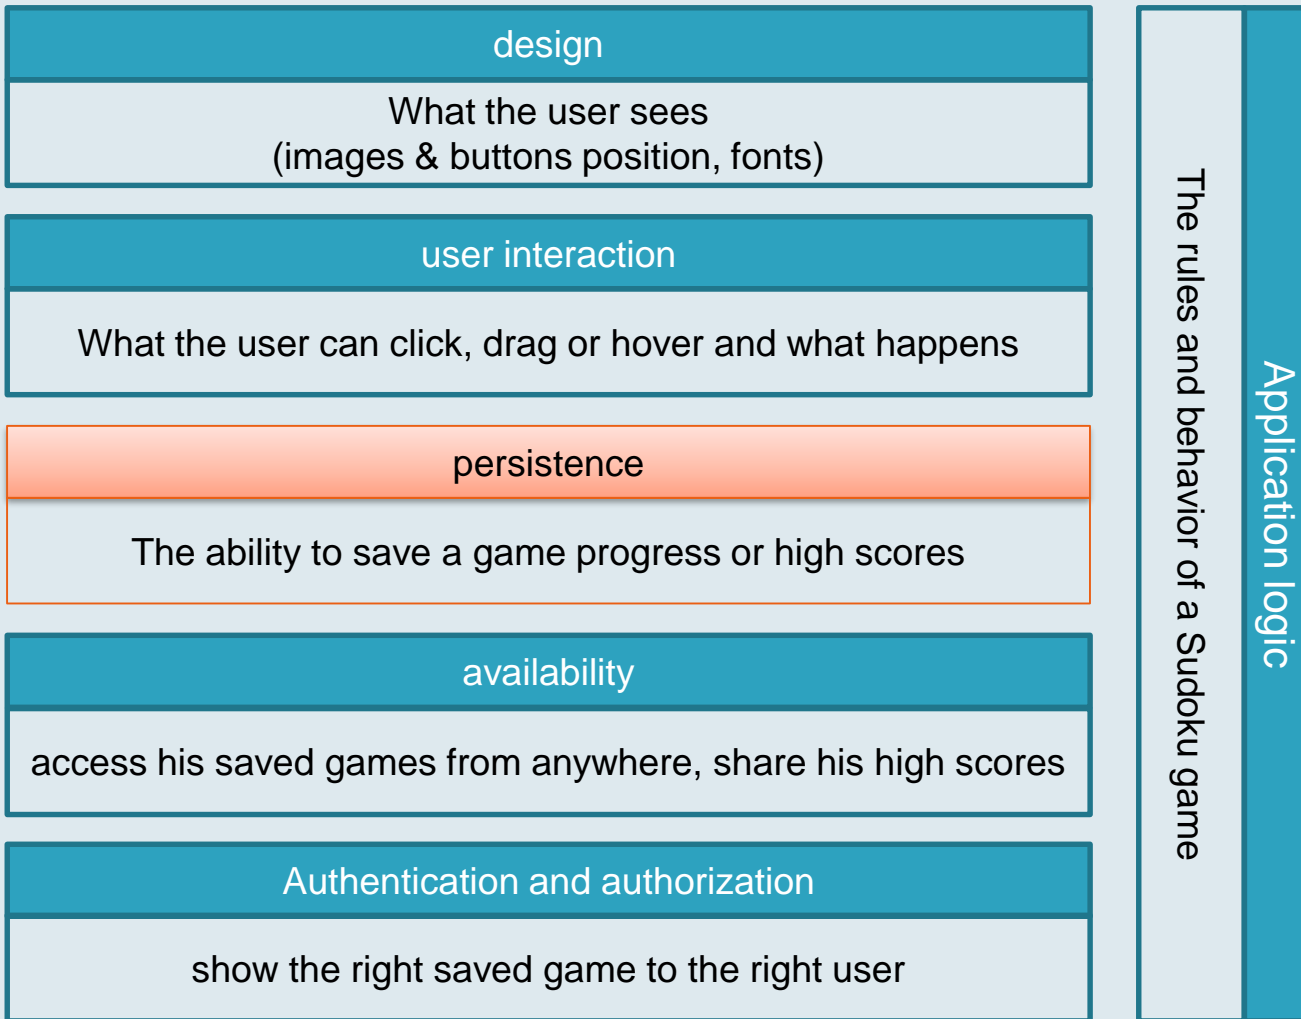 design
What the user sees
(images & buttons position, fonts)
user interaction
What the user can click, drag or hover and what happens
persistence
The ability to save a game progress or high scores
availability
access his saved games from anywhere, share his high scores
Authentication and authorization
show the right saved game to the right user
Application logic
The rules and behavior of a Sudoku game